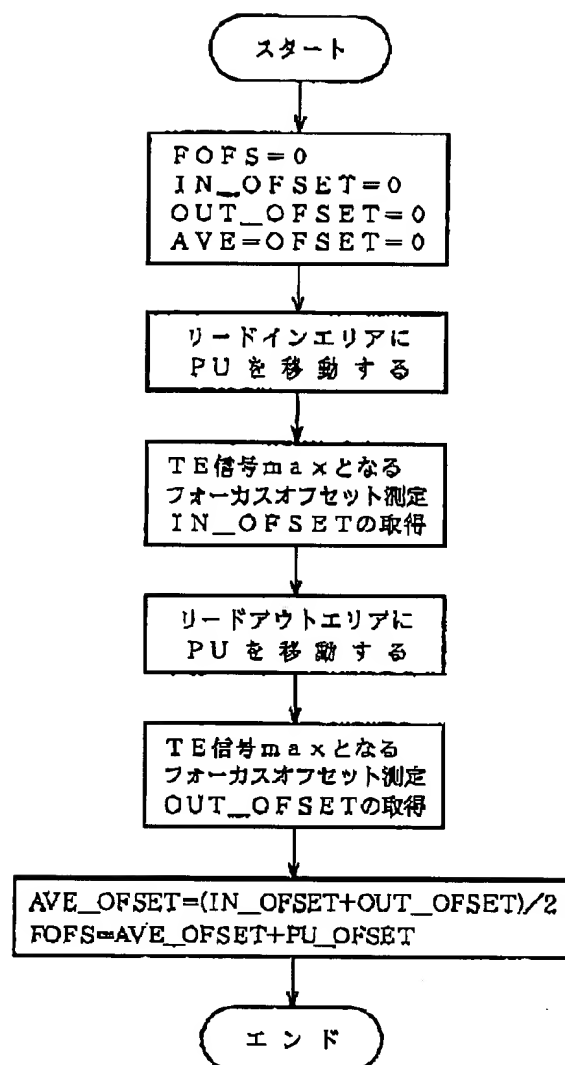 スタート
FOFS=0
IN_OFSET=0
OUT_OFSET=0
AVE=OFSET=0
リードインエリアに
PUを移動する
TE信号maxとなる
フォーカスオフセット測定
IN_OFSETの取得
リードアウトエリアに
PUを移動する
TE信号maxとなる
フォーカスオフセット測定
OUT_OFSETの取得
AVE_OFSET=(IN_OFSET+OUT_OFSET)/2
FOFS=AVE_OFSET+PU_OFSET
エンド